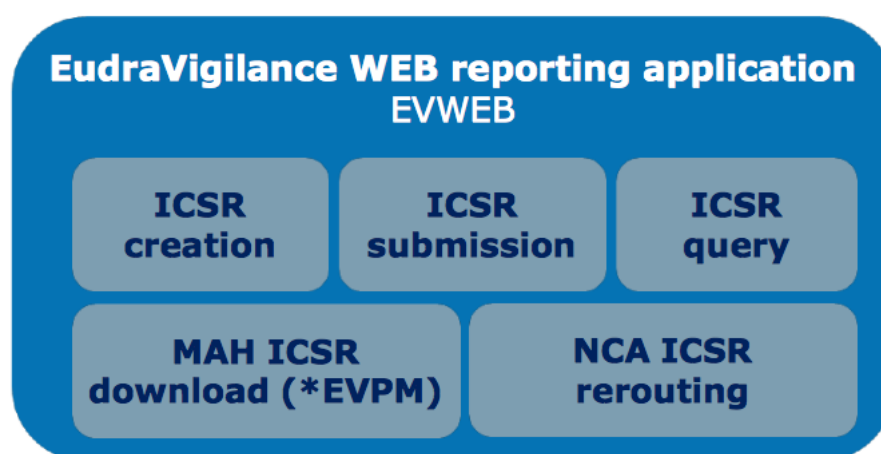 EudraVigilance WEB reporting application
EVWEB
ICSR
creation
ICSR
submission
ICSR
query
MAH ICSR
download (*EVPM)
NCA ICSR
rerouting